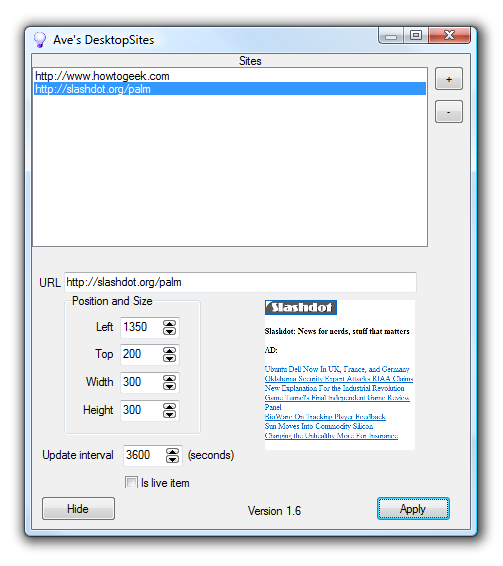 Ave's DesktopSites
Sites
http://www.howtogeek.com
http://slashdot.org/palm
+
-
URL http://slashdot.org/palm
Position and Size
Left 1350
Top 200
Width 300
Height 300
Update interval 3600 (seconds)
Is live item
Slashdot
Slashdot: News for nerds, stuff that matters
AD:
Ubuntu Dell Now In UK, France, and Germany
Oklahoma Security Expert Attacks RIAA Claims
New Explanation For the Industrial Revolution
Game Tunnel's Final Independent Game Review
Panel
BioWare On Tracking Player Feedback
Sun Moves Into Commodity Silicon
Changing the Unhealthy More For Insurance
Hide
Version 1.6
Apply